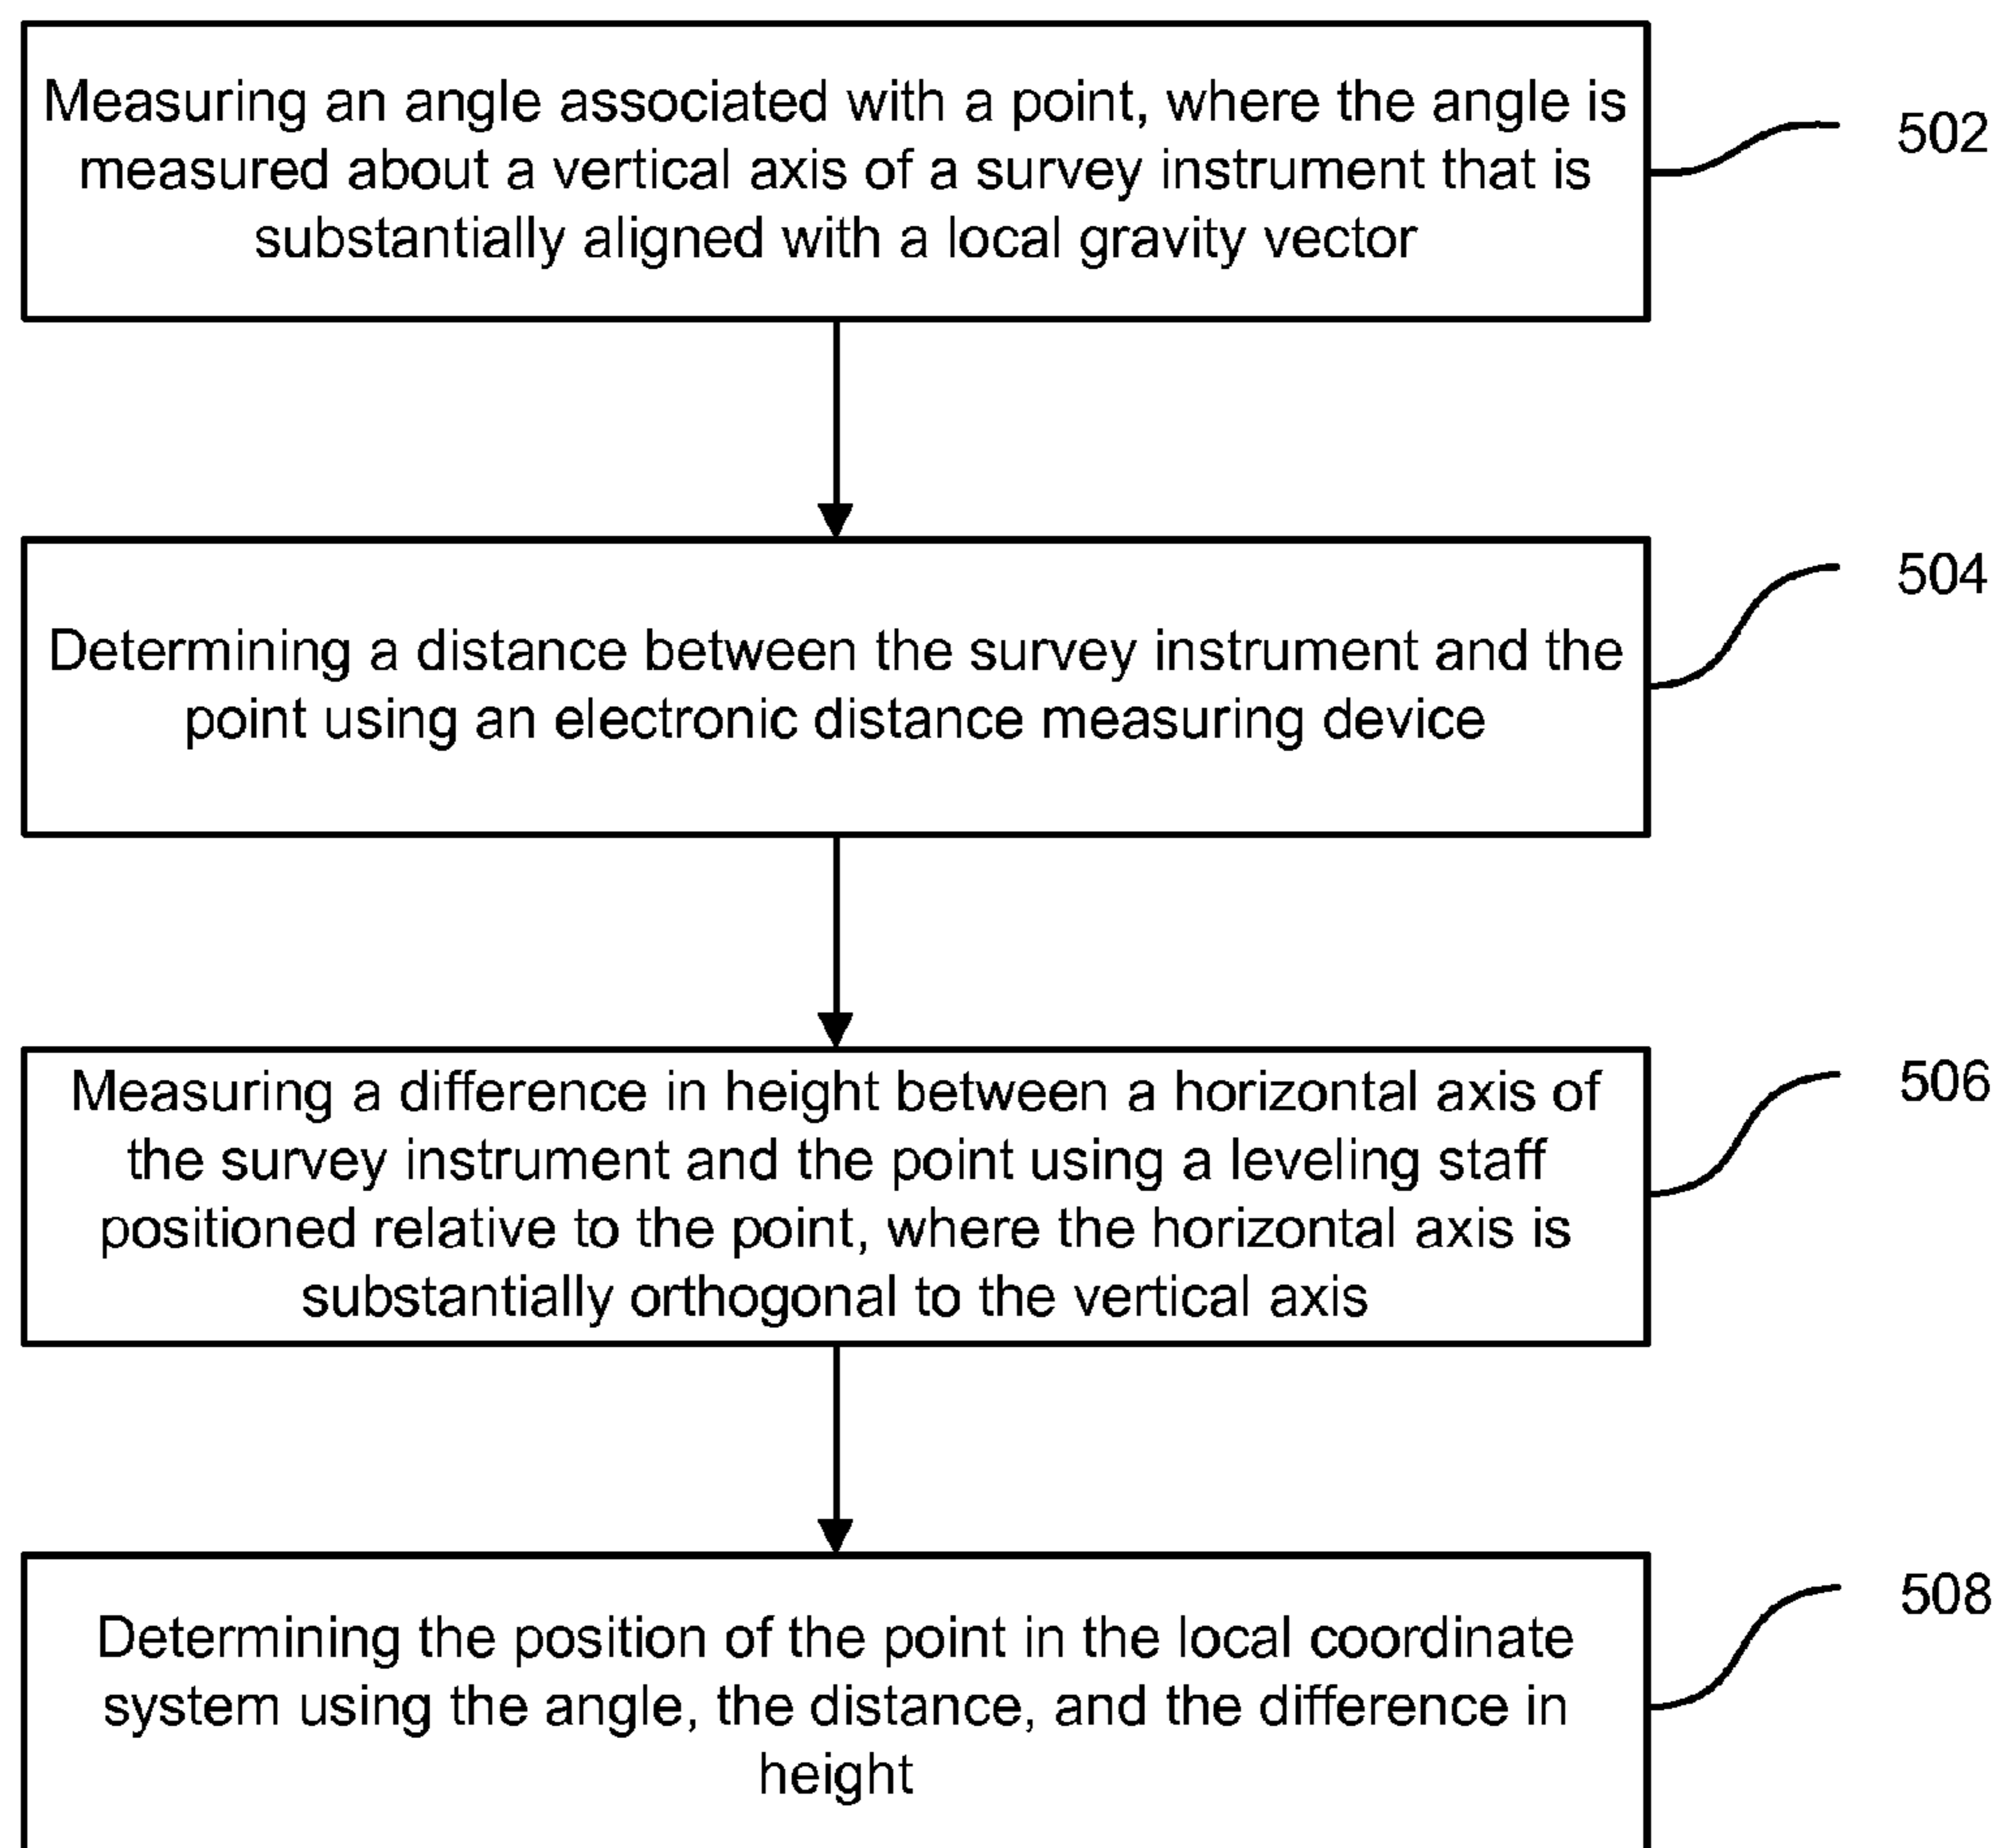 Measuring an angle associated with a point, where the angle is
measured about a vertical axis of a survey instrument that is
substantially aligned with a local gravity vector
502
Determining a distance between the survey instrument and the
point using an electronic distance measuring device
504
Measuring a difference in height between a horizontal axis of
the survey instrument and the point using a leveling staff
positioned relative to the point, where the horizontal axis is
substantially orthogonal to the vertical axis
506
Determining the position of the point in the local coordinate
system using the angle, the distance, and the difference in
height
508